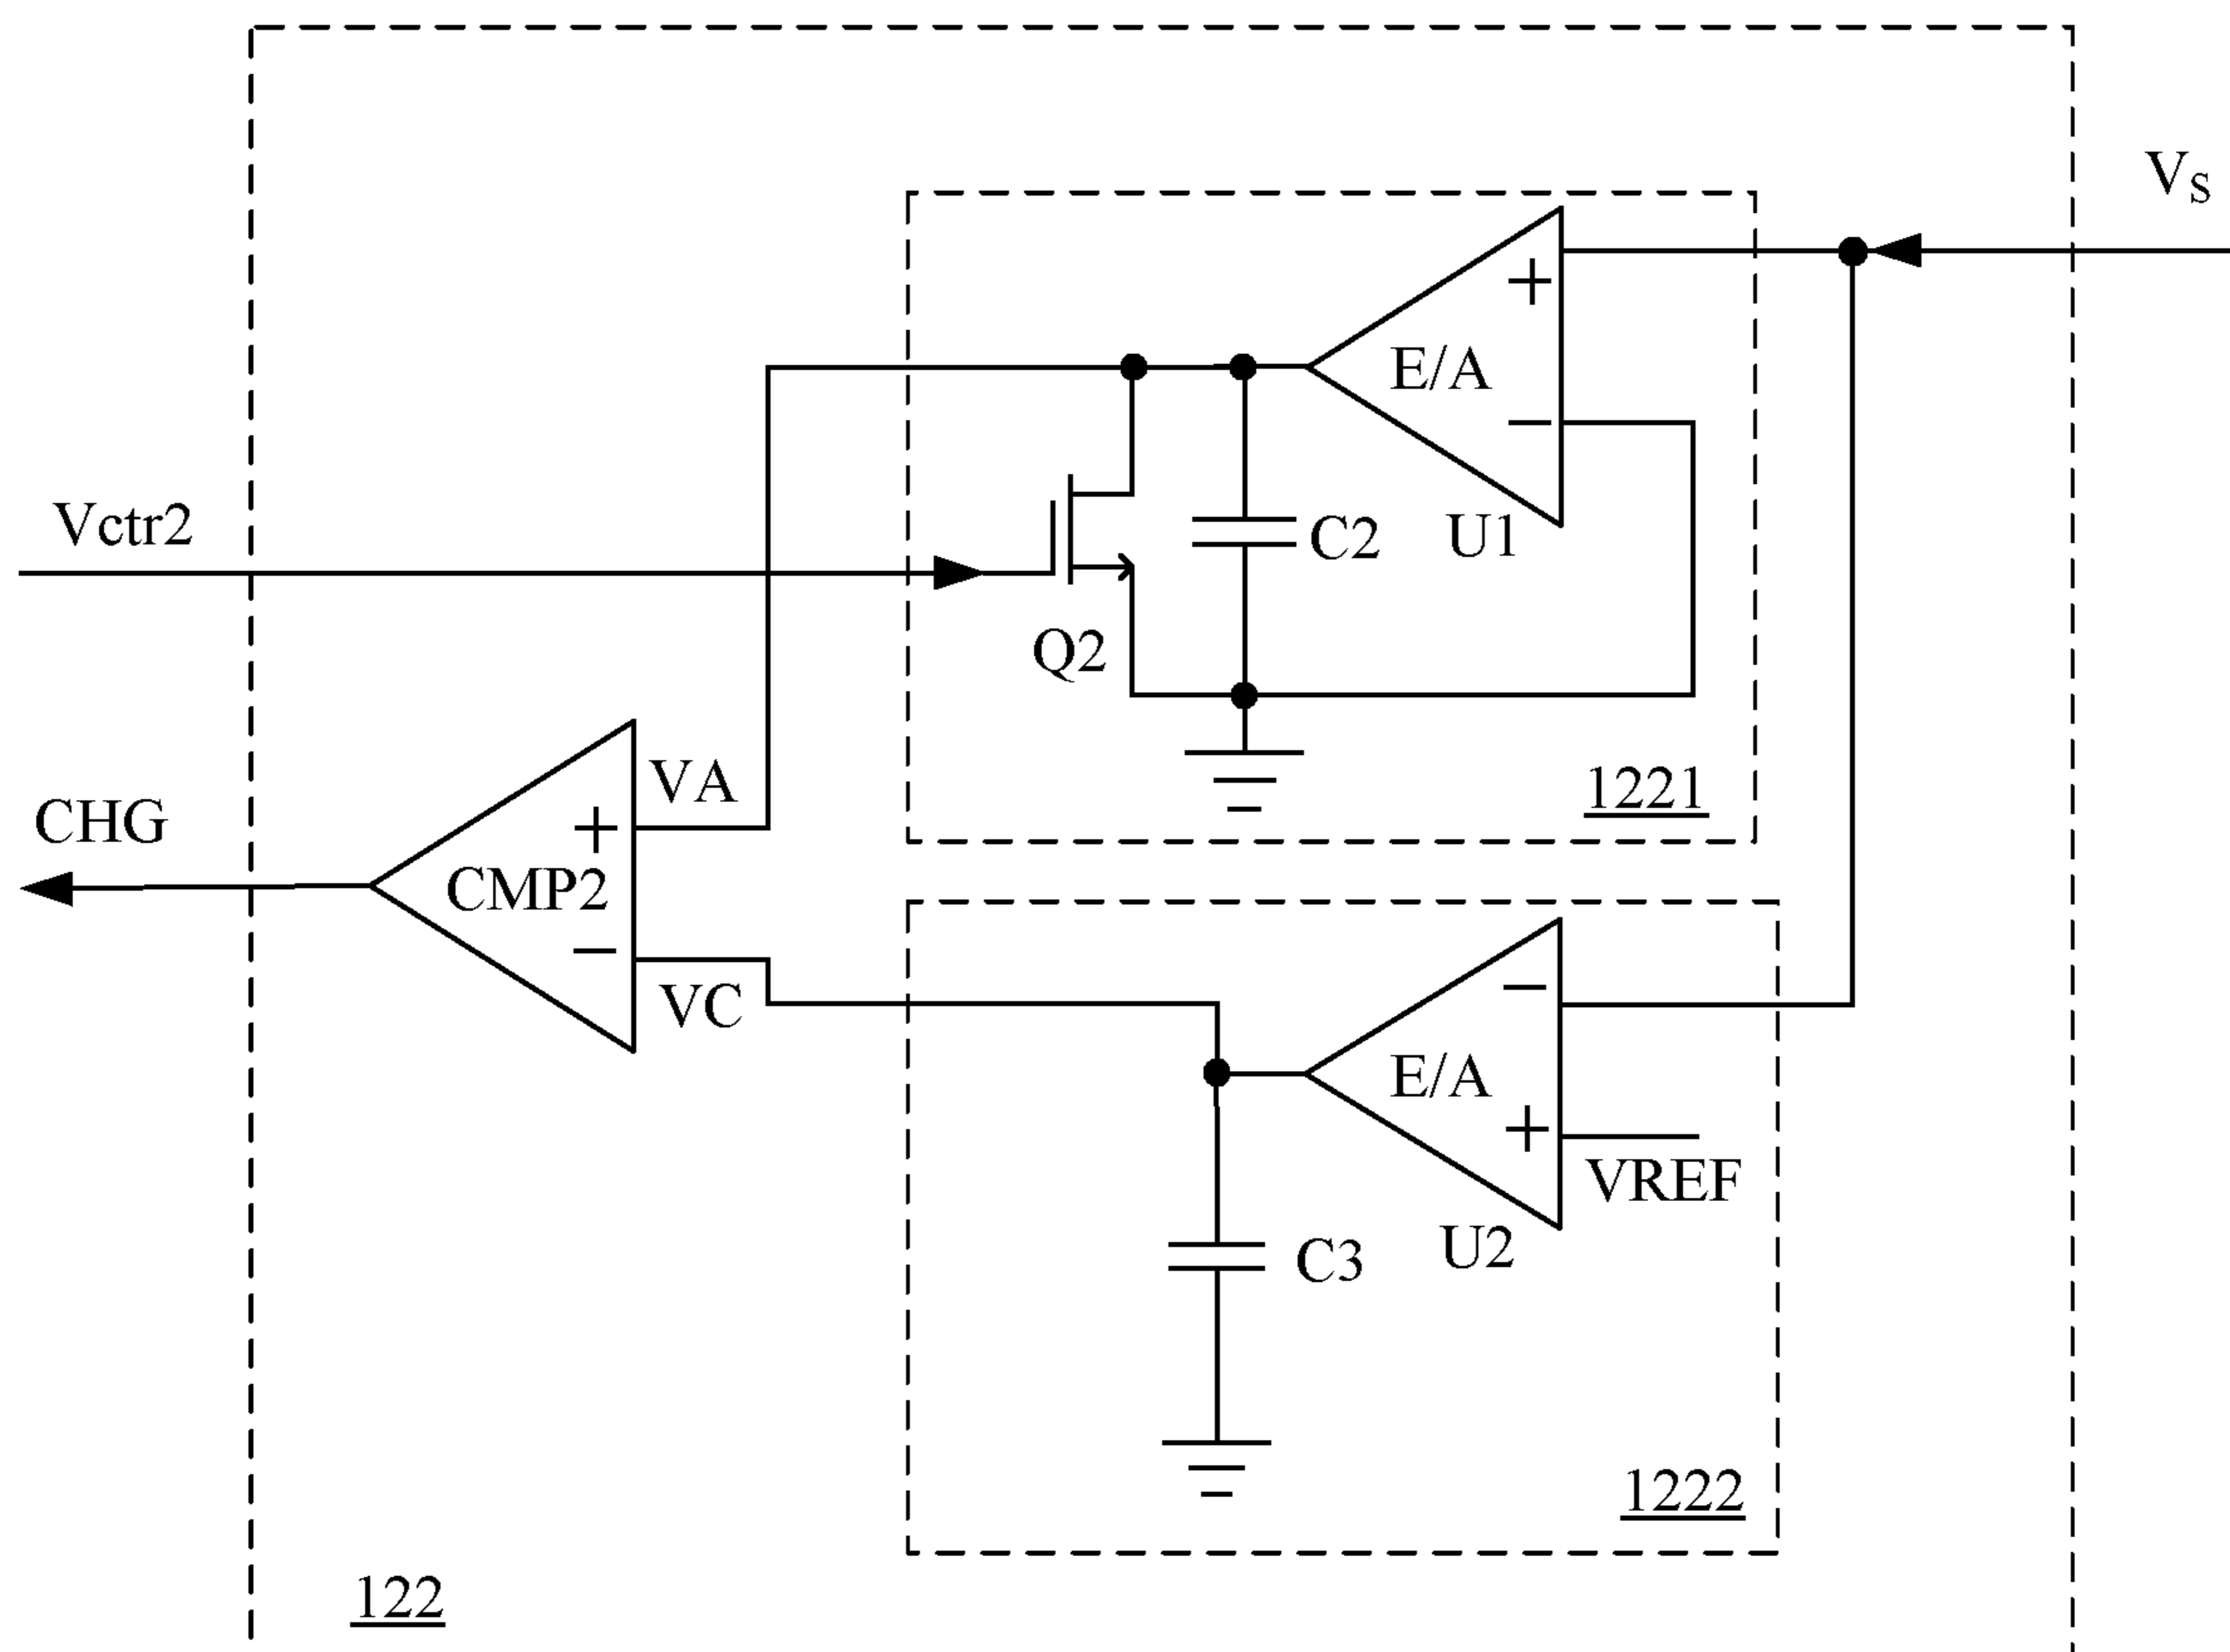 VS
+
E/A
−
Vctr2
C2
U1
Q2
VA
1221
CHG
+
CMP2
−
VC
−
E/A
+
VREF
C3
U2
1222
122